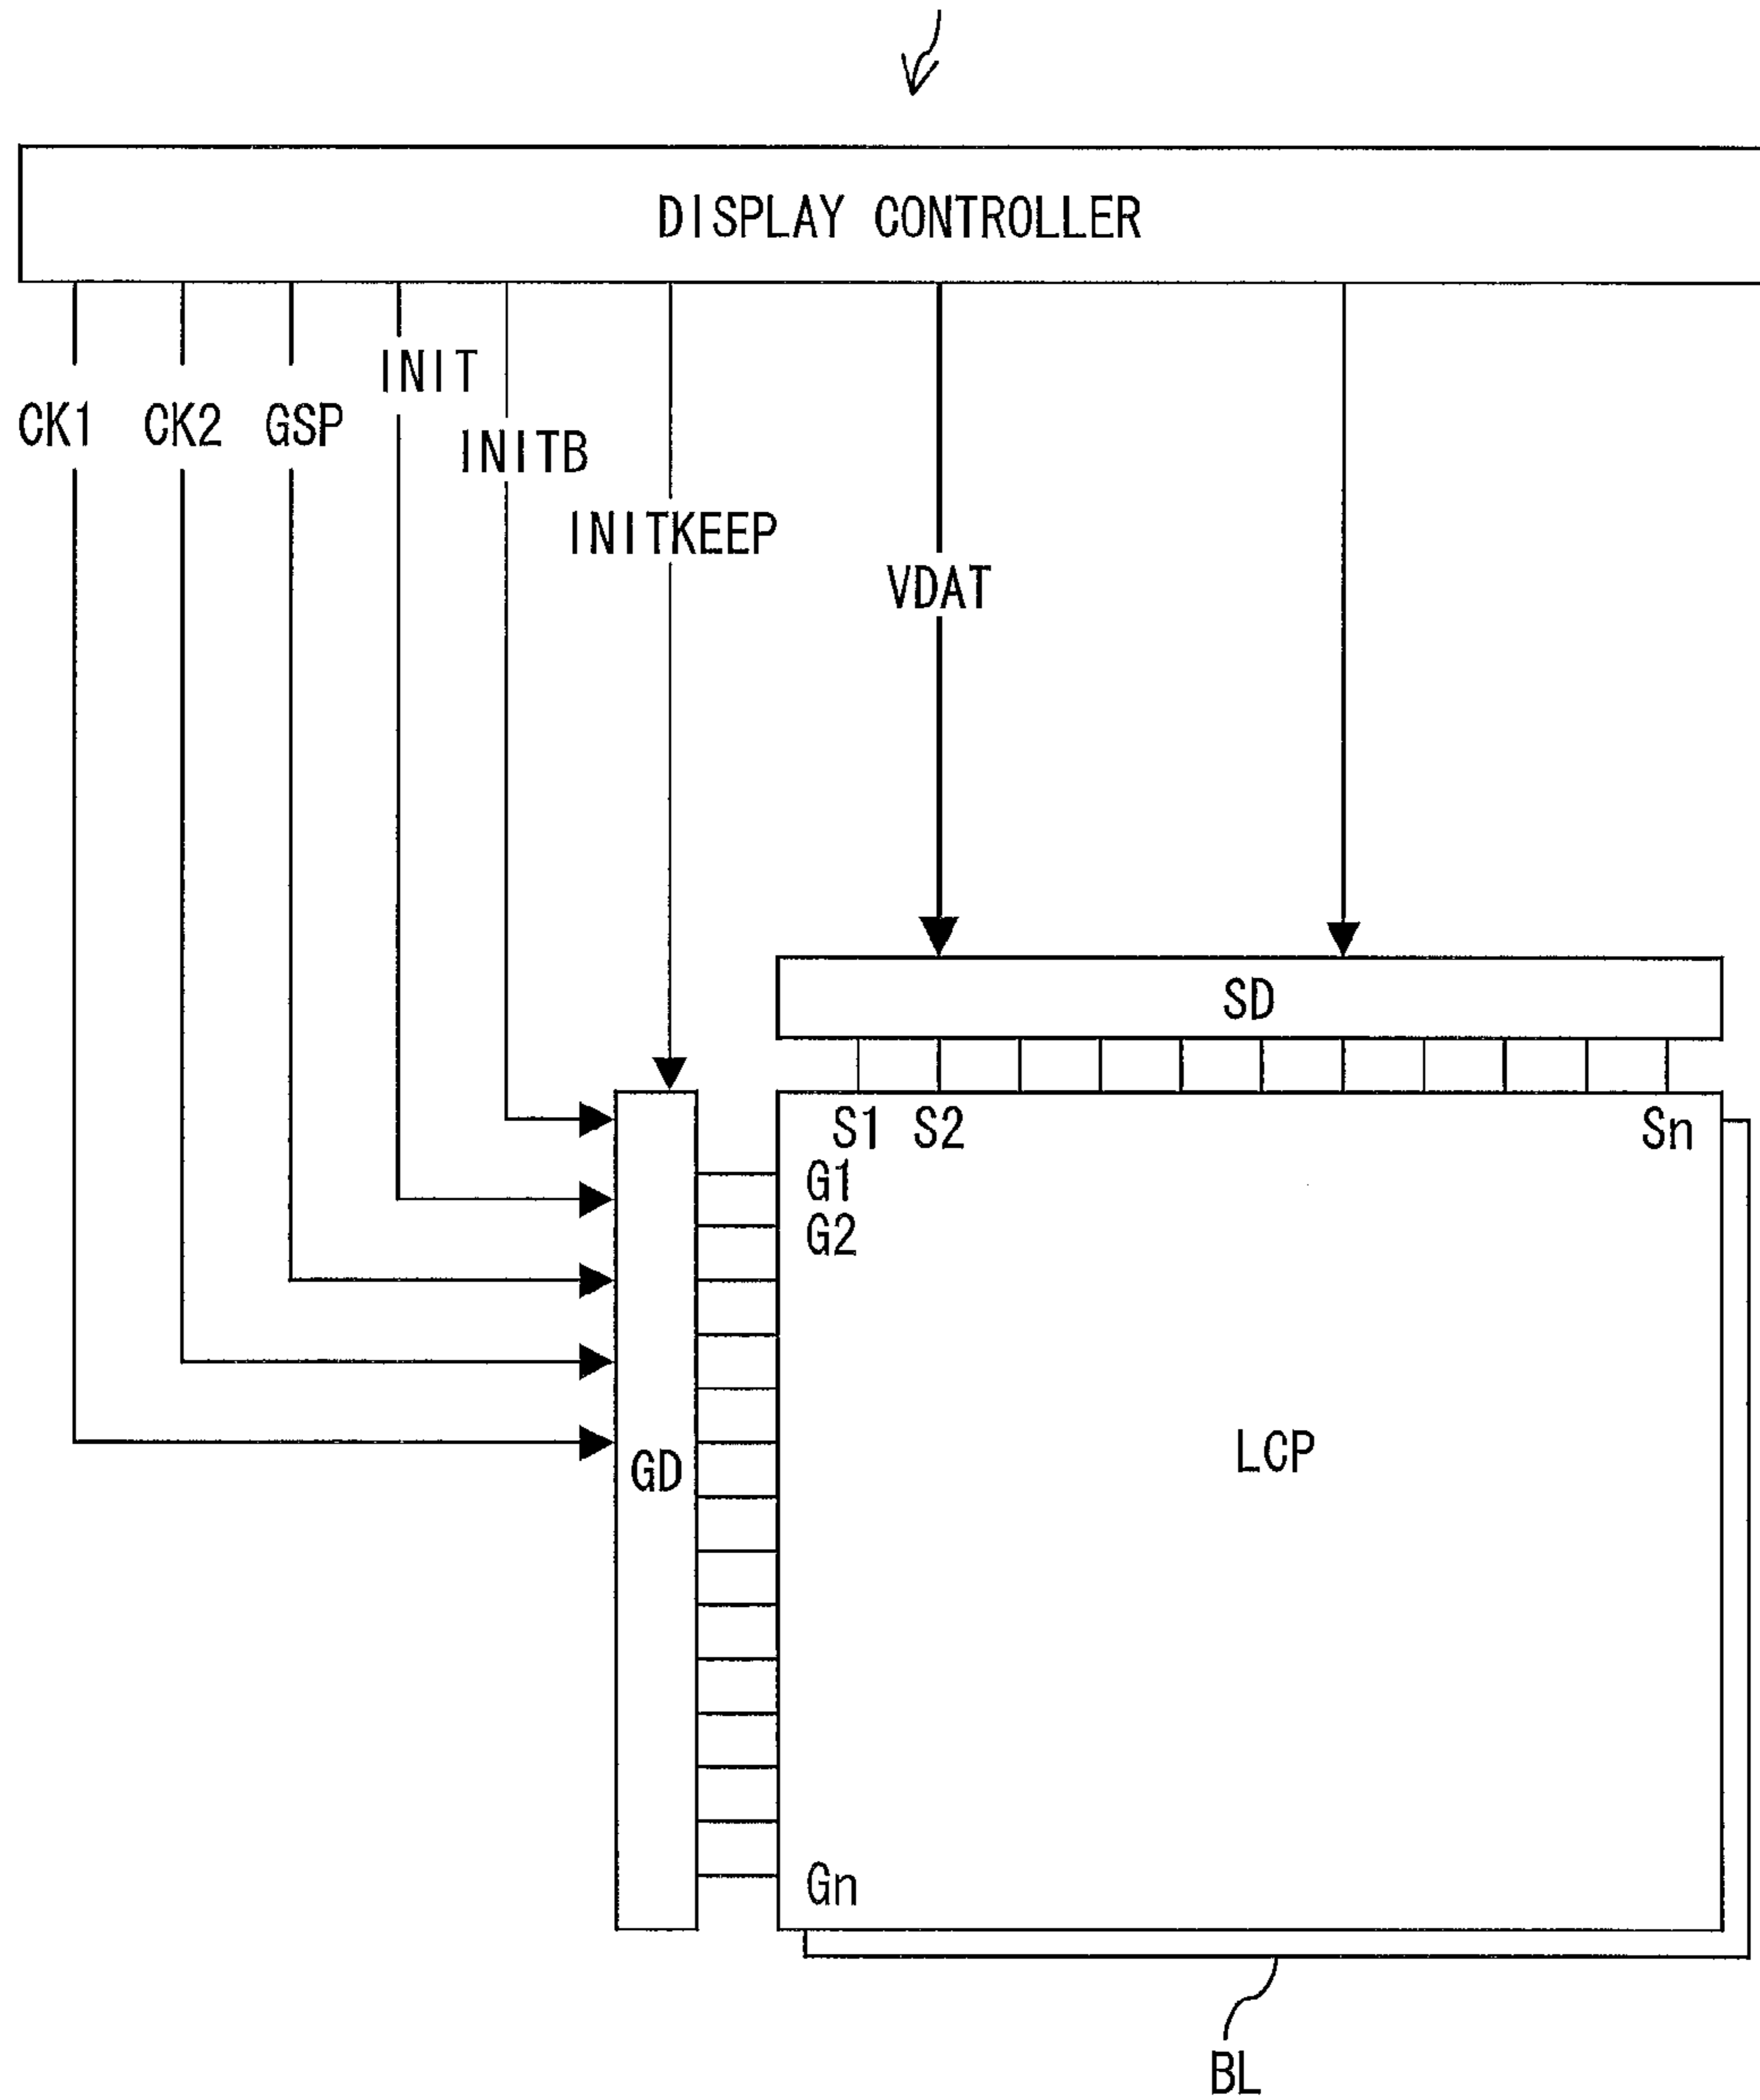 DISPLAY CONTROLLER
INIT
CK1 CK2 GSP
INITB
INITKEEP
VDAT
SD
S1 S2 Sn
G1
G2
LCP
GD
Gn
BL